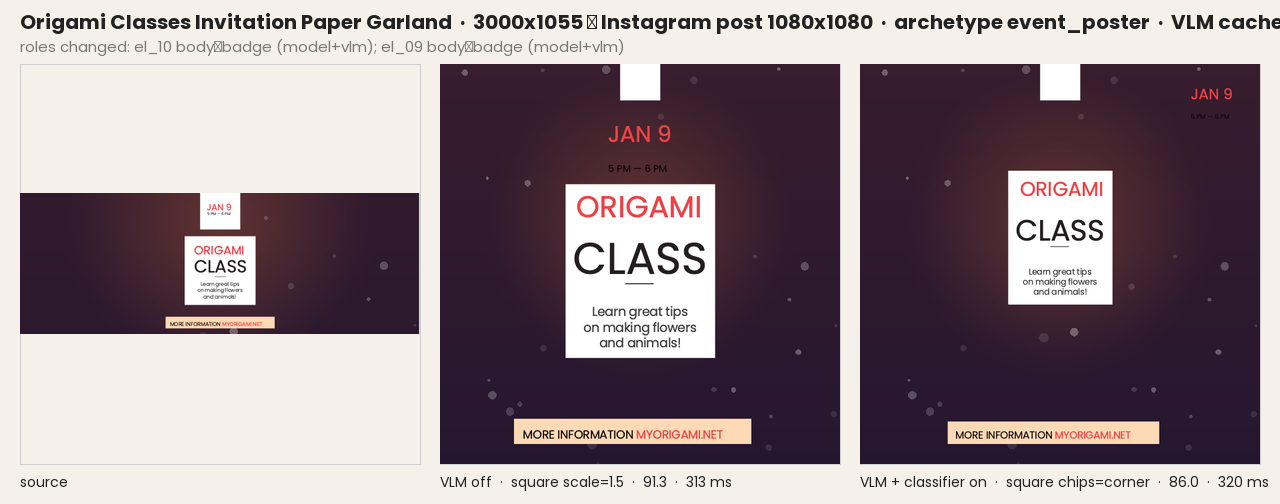 Origami Classes Invitation Paper Garland · 3000x1055 Instagram post 1080x1080 · archetype event_poster · VLM cache
roles changed: el_10 body badge (model+vlm); el_09 body badge (model+vlm)
JAN 9
5 PM — 6 PM
ORIGAMI
CLASS
Learn great tips
on making flowers
and animals!
MORE INFORMATION MYORIGAMI.NET
source
JAN 9
5 PM — 6 PM
ORIGAMI
CLASS
Learn great tips
on making flowers
and animals!
MORE INFORMATION MYORIGAMI.NET
VLM off · square scale=1.5 · 91.3 · 313 ms
JAN 9
5 PM — 6 PM
ORIGAMI
CLASS
Learn great tips
on making flowers
and animals!
MORE INFORMATION MYORIGAMI.NET
VLM + classifier on · square chips=corner · 86.0 · 320 ms